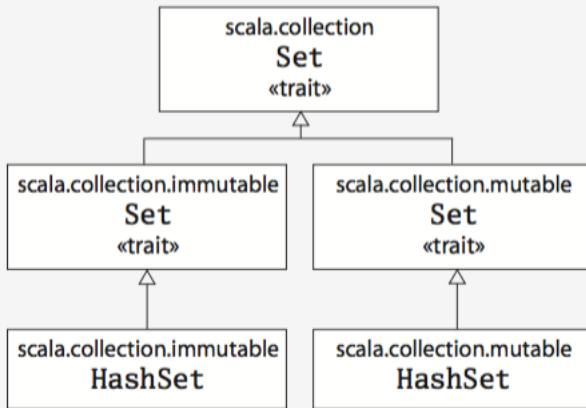 scala.collection
Set
«trait»
scala.collection.immutable
Set
«trait»
scala.collection.mutable
Set
«trait»
scala.collection.immutable
HashSet
scala.collection.mutable
HashSet